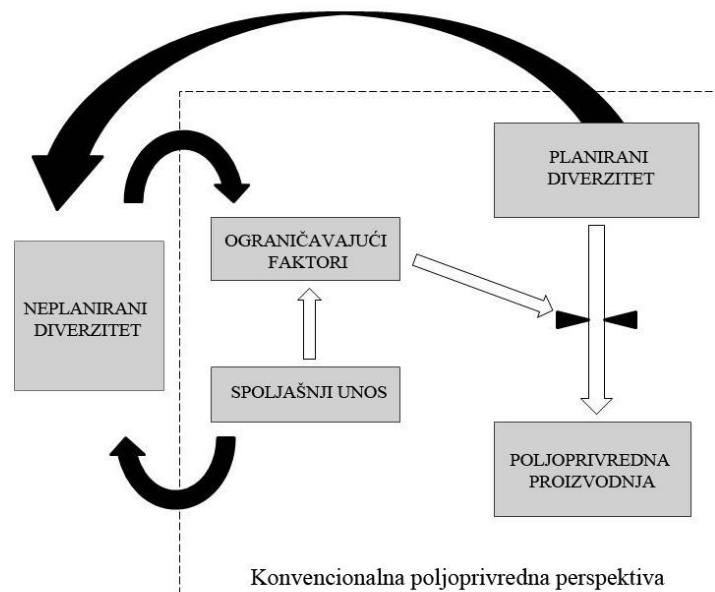 PLANIRANI
DIVERZITET
OGRANIČAVAJUĆI
FAKTORI
NEPLANIRANI
DIVERZITET
SPOLJAŠNJI UNOS
POLJOPRIVREDNA
PROIZVODNJA
Konvencionalna poljoprivredna perspektiva